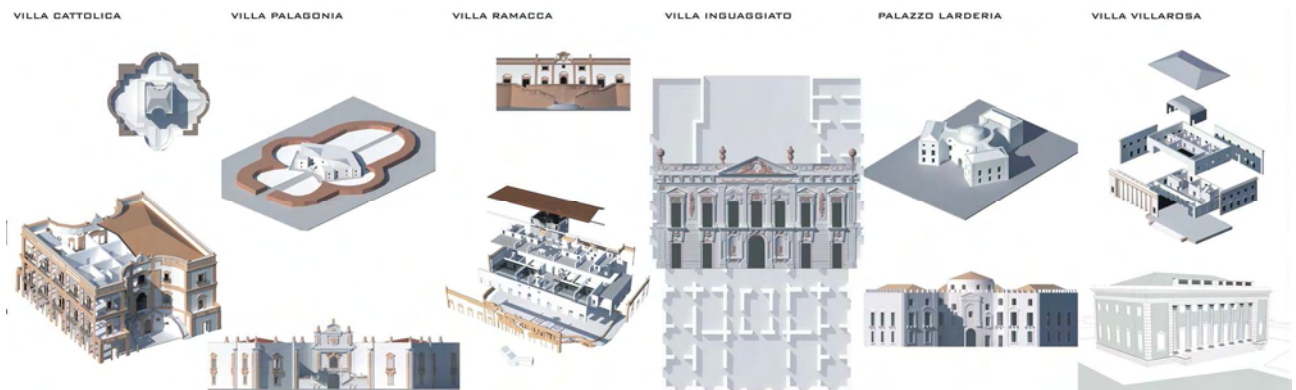 VILLA CATTOLICA
VILLA PALAGONIA
VILLA RAMACCA
VILLA INGUAGGIATO
PALAZZO LARDERIA
VILLA VILLAROSA